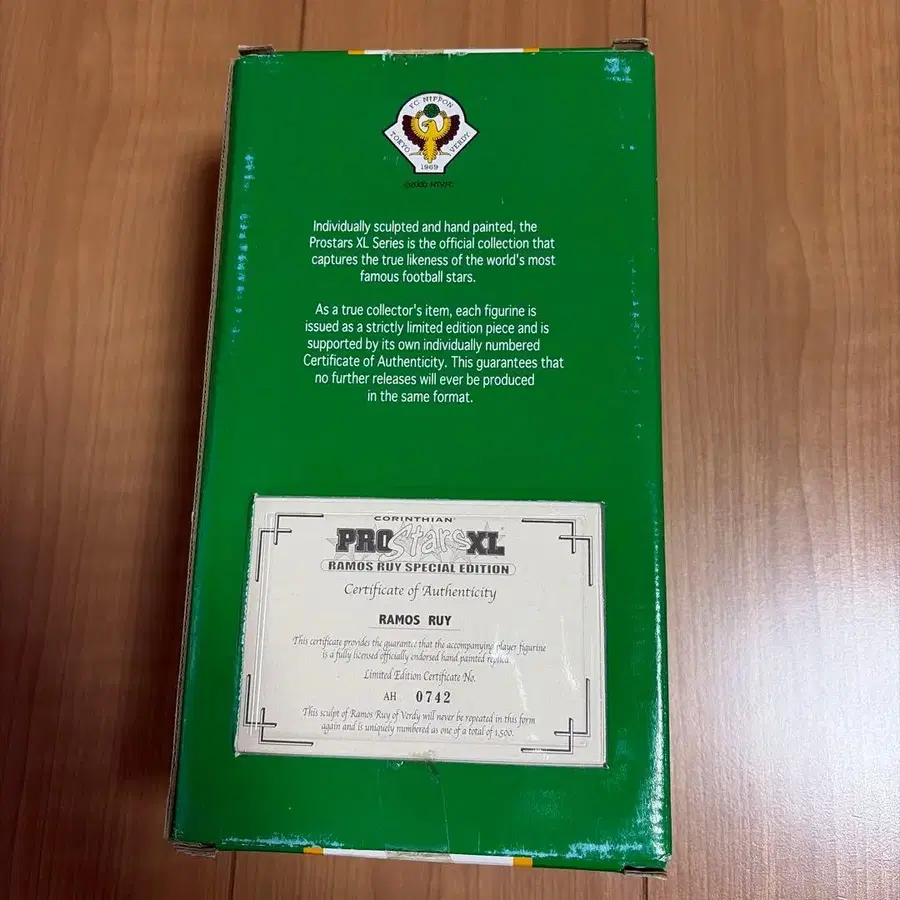 FC NIPPON
TOKYO VERDY
1969
©2000 NTVFC
Individually sculpted and hand painted, the
Prostars XL Series is the official collection that
captures the true likeness of the world's most
famous football stars.
As a true collector's item, each figurine is
issued as a strictly limited edition piece and is
supported by its own individually numbered
Certificate of Authenticity. This guarantees that
no further releases will ever be produced
in the same format.
CORINTHIAN
PROStarsXL
RAMOS RUY SPECIAL EDITION
Certificate of Authenticity
RAMOS RUY
This certificate provides the guarantee that the accompanying player figurine
is a fully licensed officially endorsed hand painted replica.
Limited Edition Certificate No.
AH 0742
This sculpt of Ramos Ruy of Verdy will never be repeated in this form
again and is uniquely numbered as one of a total of 1,500.